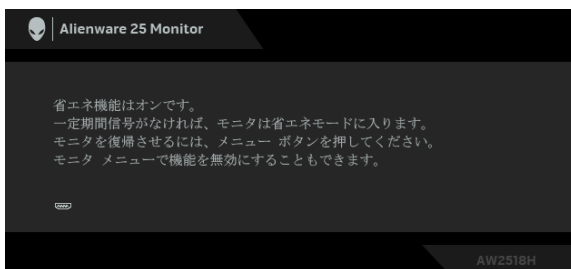 Alienware 25 Monitor
省エネ機能はオンです。
一定期間信号がなければ、モニタは省エネモードに入ります。
モニタを復帰させるには、メニュー ボタンを押してください。
モニタ メニューで機能を無効にすることもできます。
AW2518H